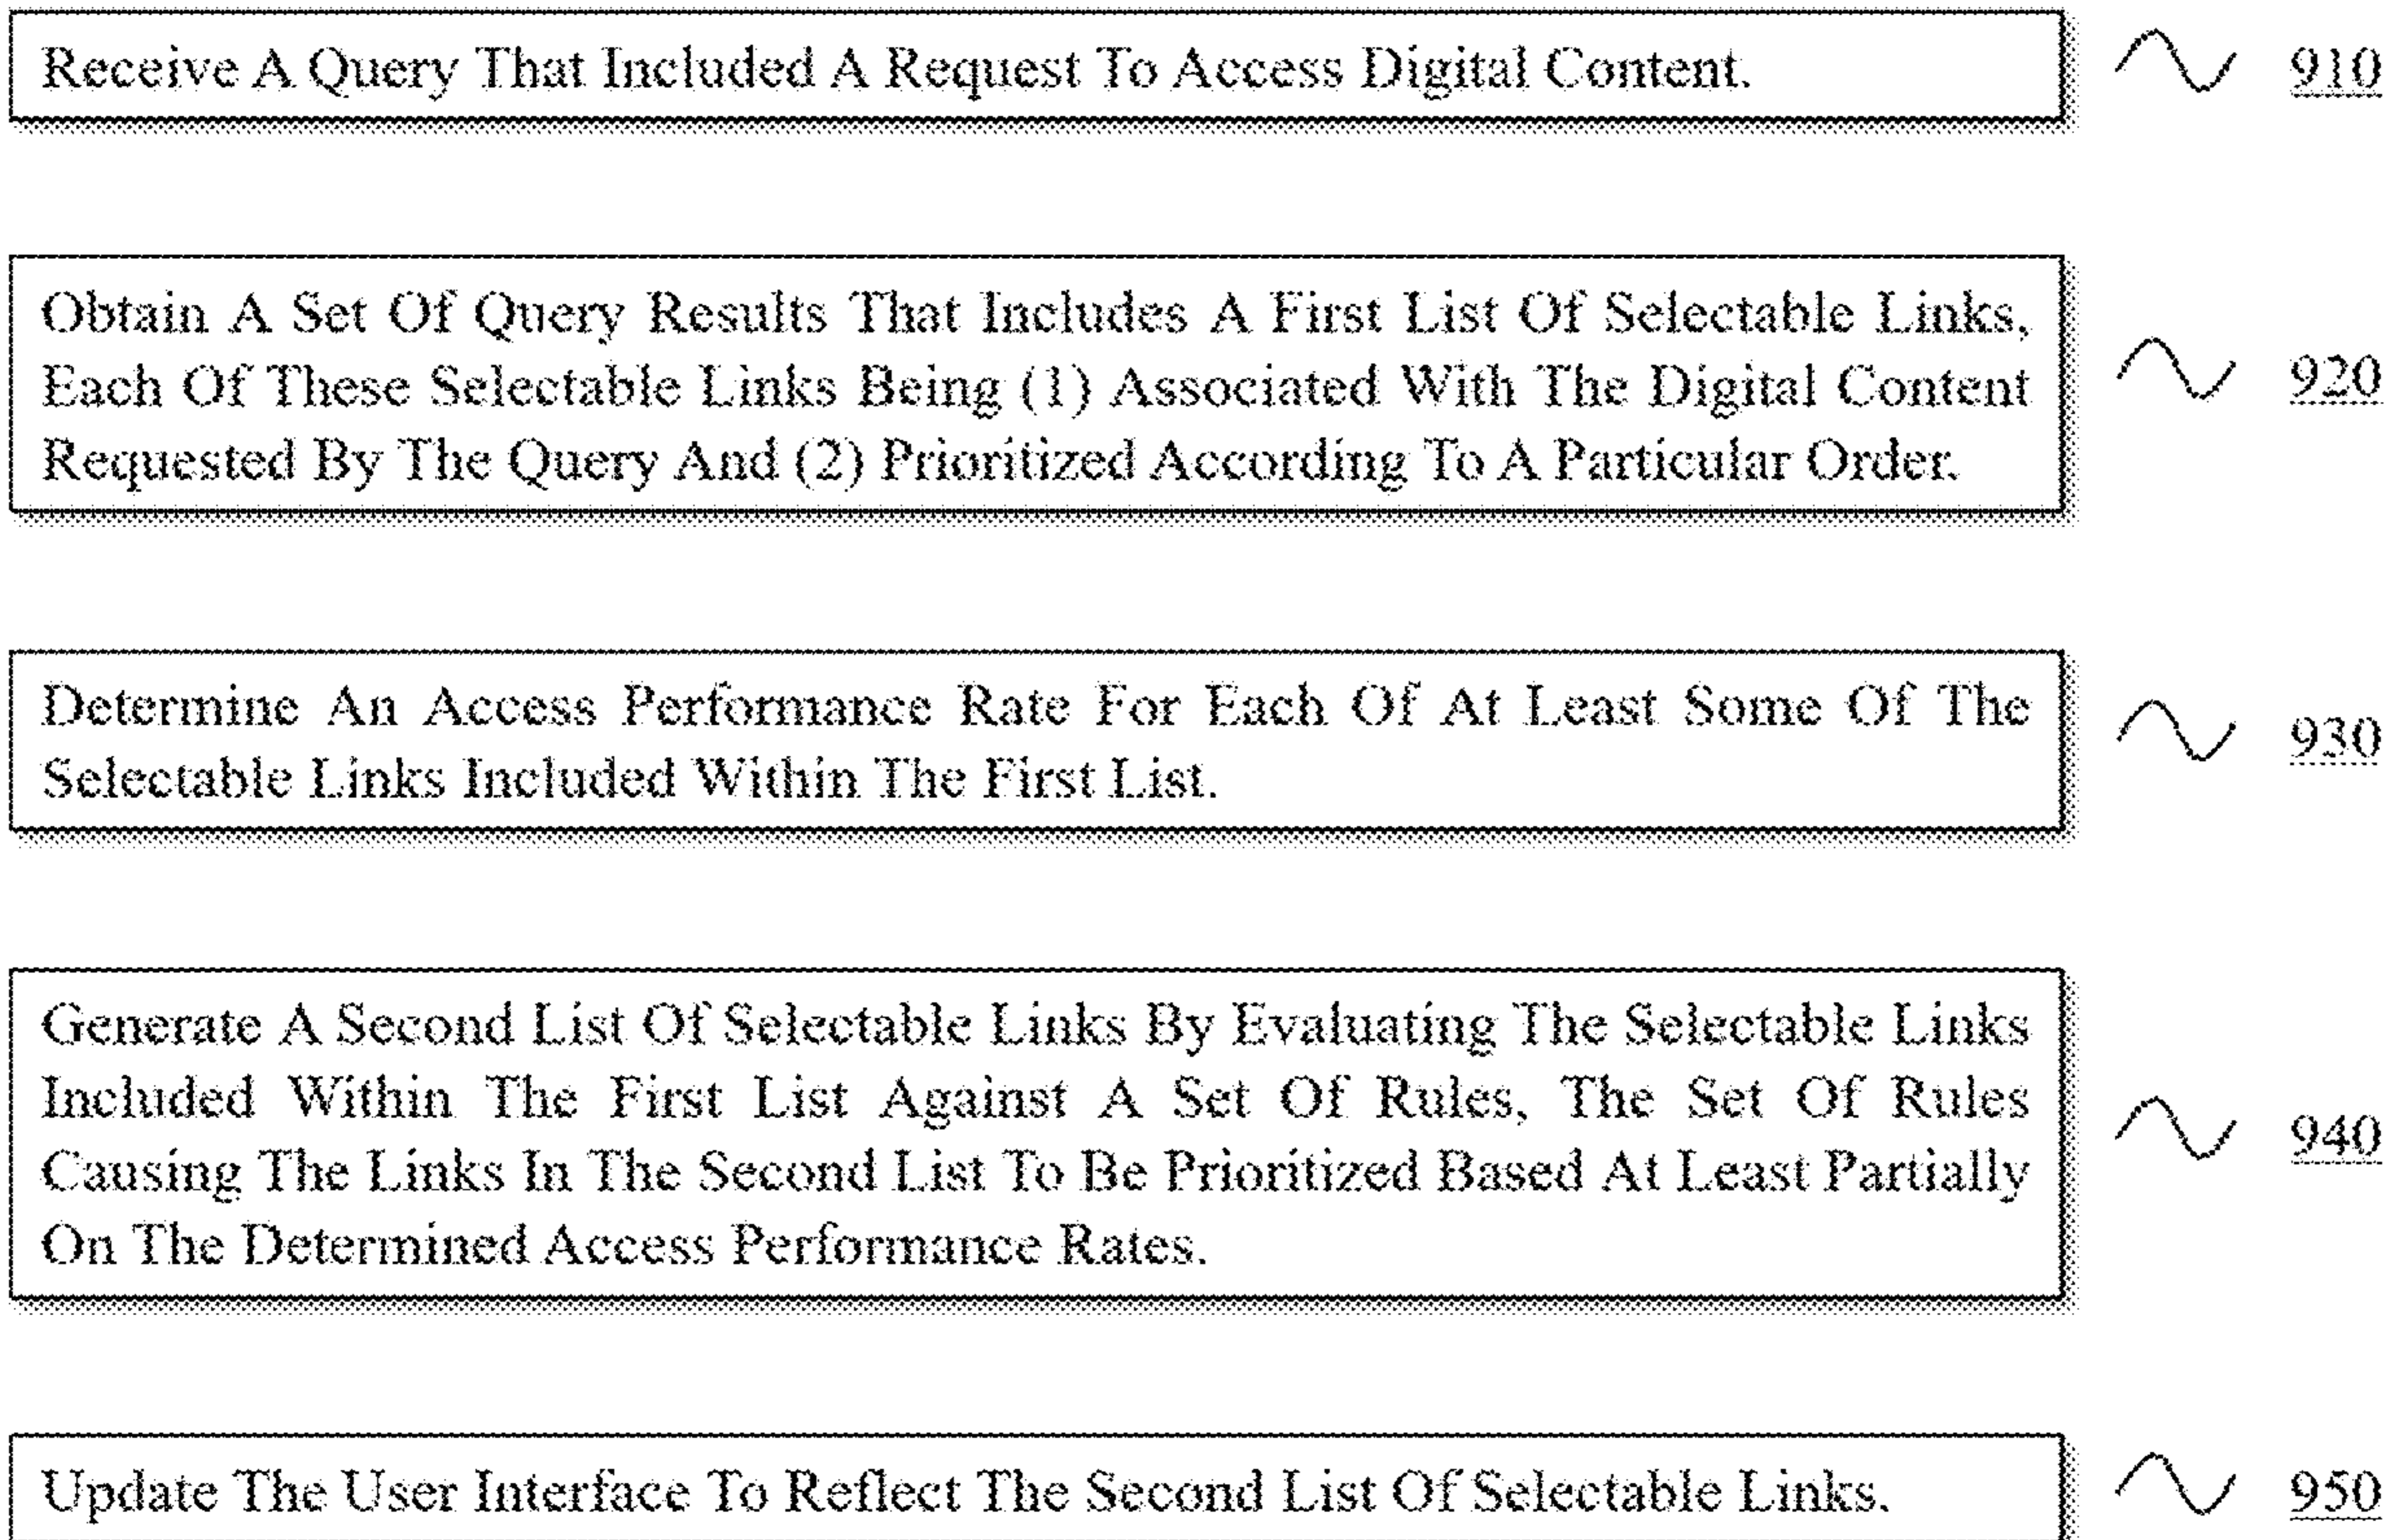 Receive A Query That Included A Request To Access Digital Content.
910
Obtain A Set Of Query Results That Includes A First List Of Selectable Links,
Each Of These Selectable Links Being (1) Associated With The Digital Content
Requested By The Query And (2) Prioritized According To A Particular Order.
920
Determine An Access Performance Rate For Each Of At Least Some Of The
Selectable Links Included Within The First List.
930
Generate A Second List Of Selectable Links By Evaluating The Selectable Links
Included Within The First List Against A Set Of Rules, The Set Of Rules
Causing The Links In The Second List To Be Prioritized Based At Least Partially
On The Determined Access Performance Rates.
940
Update The User Interface To Reflect The Second List Of Selectable Links.
950